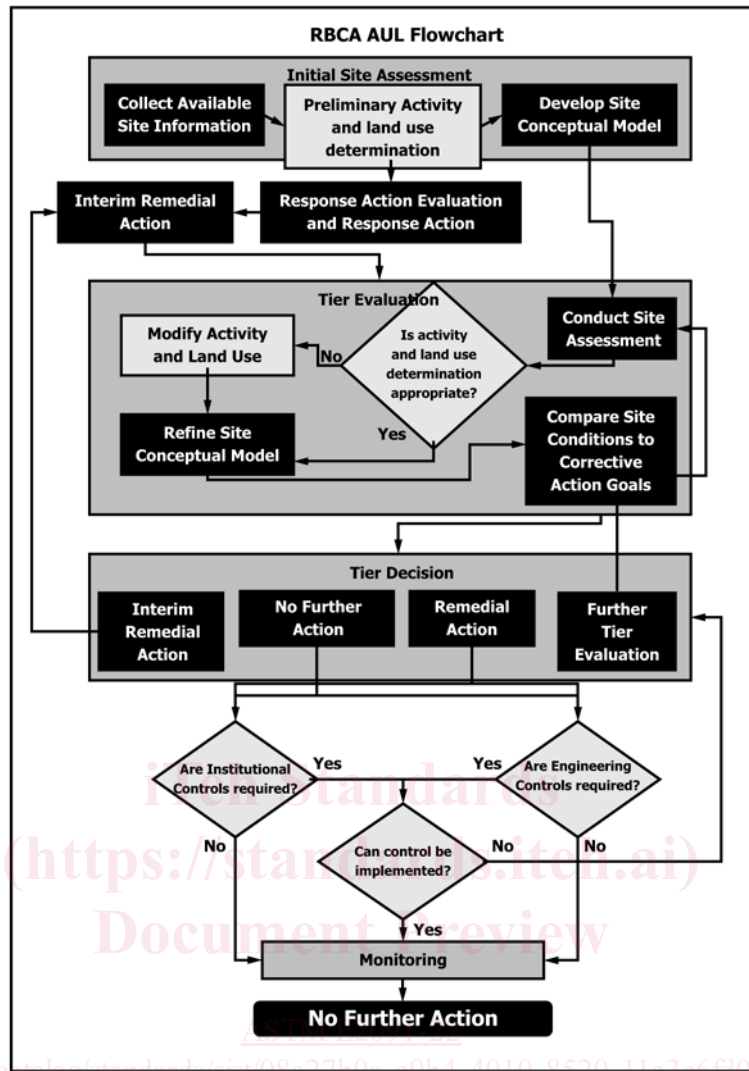 RBCA AUL Flowchart
Initial Site Assessment
Collect Available
Site Information
Preliminary Activity
and land use
determination
Develop Site
Conceptual Model
Interim Remedial
Action
Response Action Evaluation
and Response Action
Tier Evaluation
Modify Activity
and Land Use
No
Is activity
and land use
determination
appropriate?
Conduct Site
Assessment
Yes
Refine Site
Conceptual Model
Compare Site
Conditions to
Corrective
Action Goals
Tier Decision
Interim
Remedial
Action
No Further
Action
Remedial
Action
Further
Tier
Evaluation
Are Institutional
Controls required?
Yes
Yes
Are Engineering
Controls required?
iTeh Standards
No
Can control be
implemented?
No
No
(https://standards.iteh.ai)
Yes
Document Preview
Monitoring
No Further Action